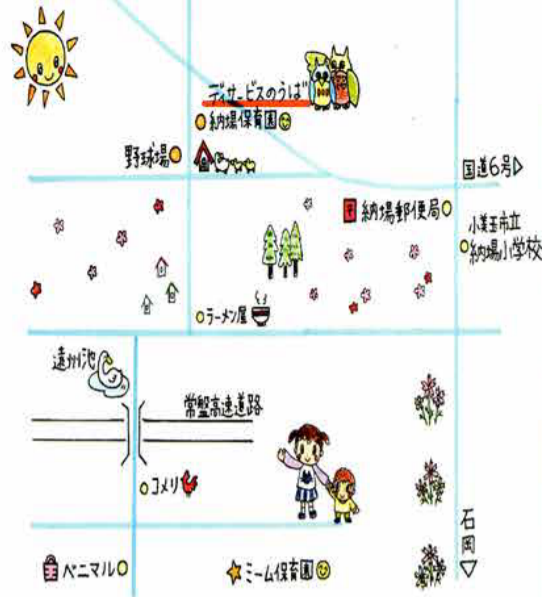 デイサービスのうば
納場保育園
野球場
国道6号▷
納場郵便局
小美玉市立
納場小学校
ラーメン屋
遠州池
常盤高速道路
コメリ
石岡▽
ベニマル
ミーム保育園